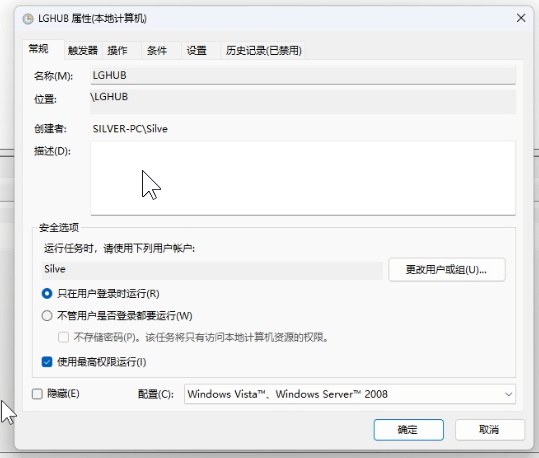 LGHUB 属性(本地计算机)
常规 触发器 操作 条件 设置 历史记录(已禁用)
名称(M): LGHUB
位置: \LGHUB
创建者: SILVER-PC\Silve
描述(D):
安全选项
运行任务时，请使用下列用户帐户:
Silve 更改用户或组(U)...
只在用户登录时运行(R)
不管用户是否登录都要运行(W)
不存储密码(P)。该任务将只有访问本地计算机资源的权限。
使用最高权限运行(I)
隐藏(E) 配置(C): Windows Vista™、Windows Server™ 2008
确定 取消